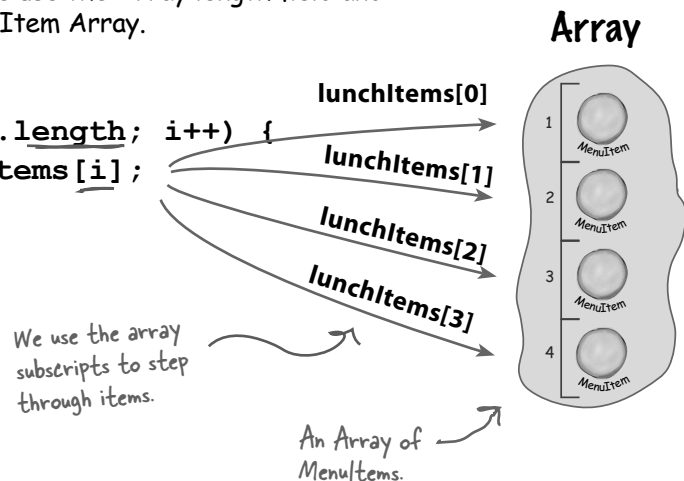 Item Array.
Array
.length; i++) {
tems[i];
lunchItems[0]
lunchItems[1]
lunchItems[2]
lunchItems[3]
1
MenuItem
2
MenuItem
3
MenuItem
4
MenuItem
We use the array
subscripts to step
through items.
An Array of
MenuItems.